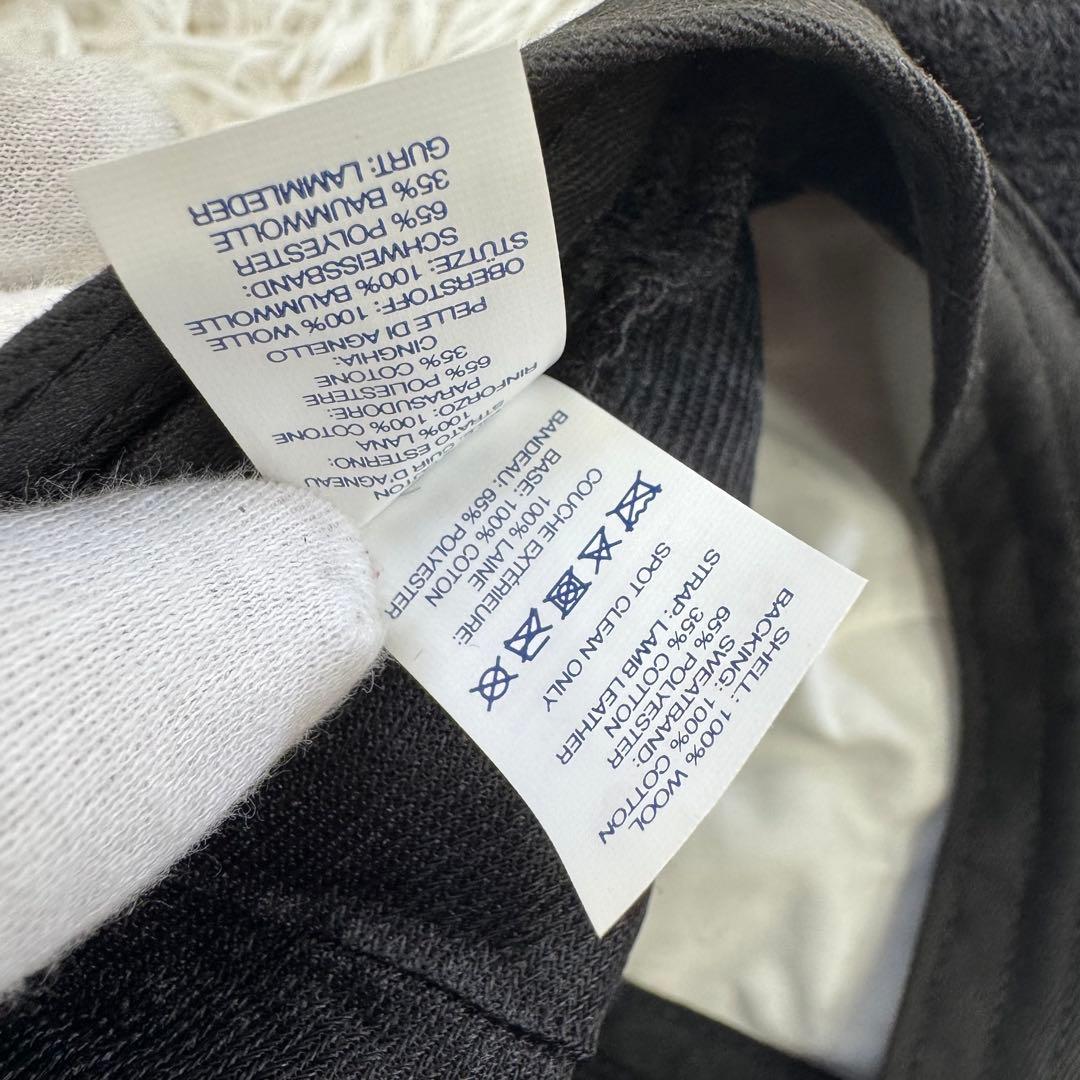 SHELL: 100% WOOL
BACKING: 100% COTTON
SWEATBAND:
65% POLYESTER
35% COTTON
STRAP: LAMB LEATHER
SPOT CLEAN ONLY
COUCHE EXTÉRIEURE:
100% LAINE
BASE: 100% COTON
BANDEAU: 65% POLYESTER
CUIR D'AGNEAU
STRATO ESTERNO:
100% LANA
RINFORZO: 100% COTONE
PARASUDORE:
65% POLIESTERE
35% COTONE
CINGHIA:
PELLE DI AGNELLO
OBERSTOFF: 100% WOLLE
STÜTZE: 100% BAUMWOLLE
SCHWEISSBAND:
65% POLYESTER
35% BAUMWOLLE
GURT: LAMMLEDER